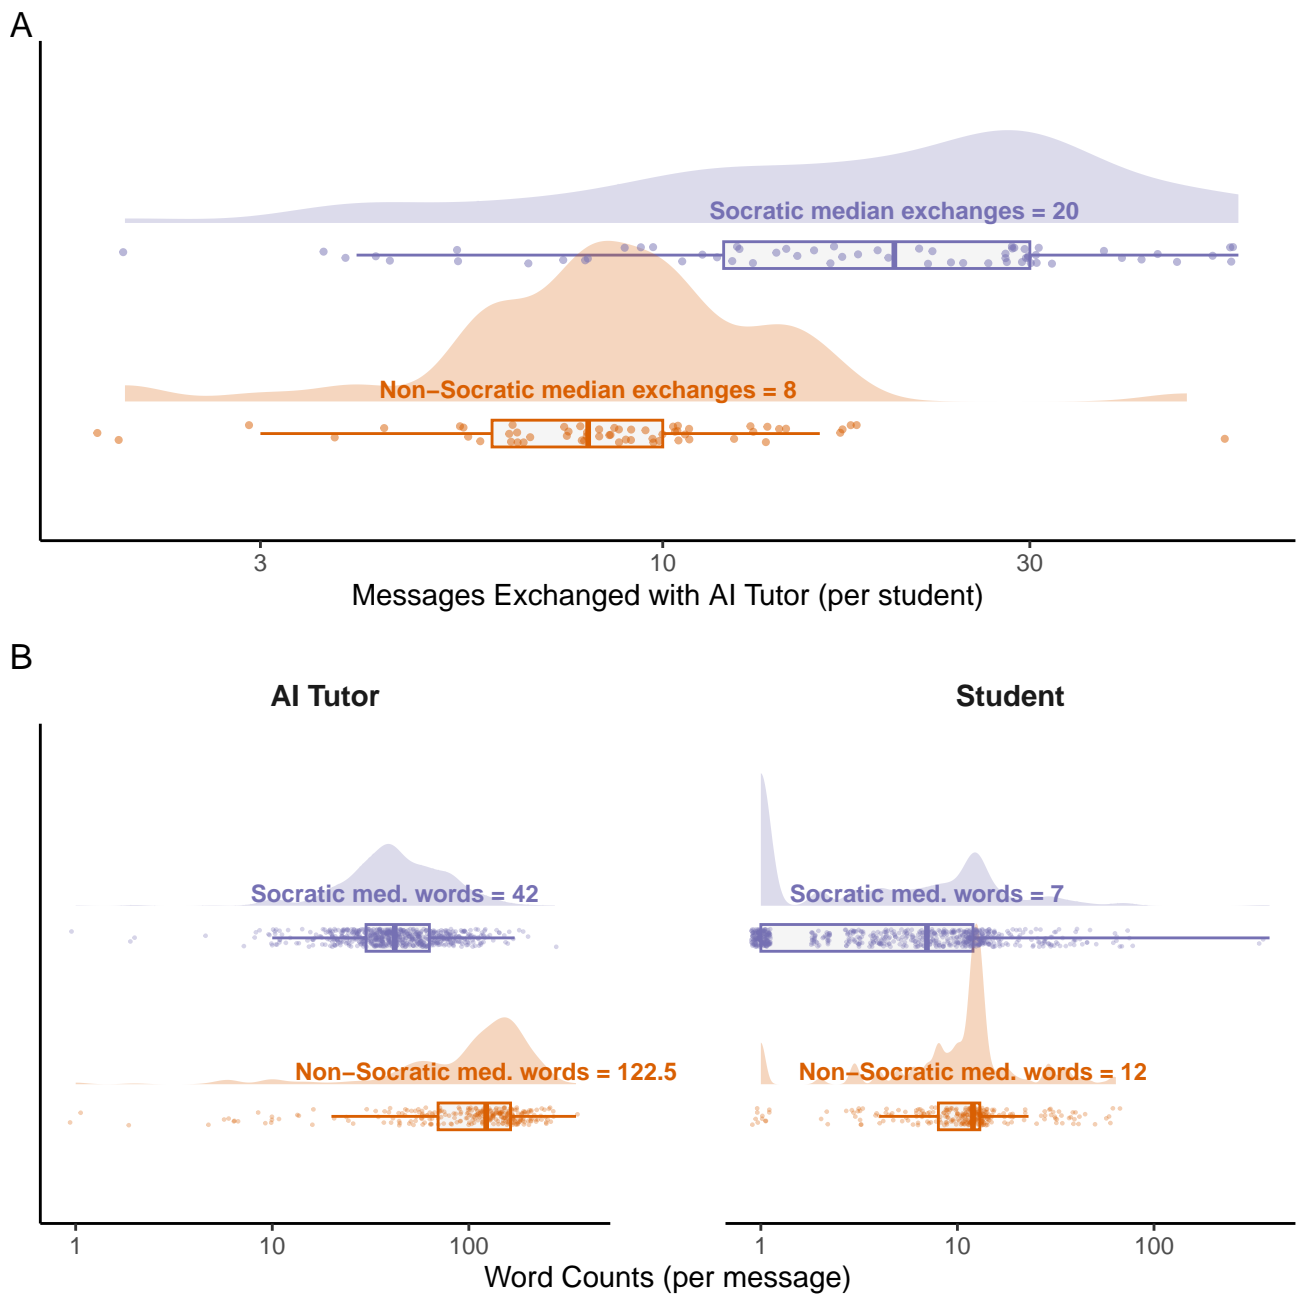 A
Socratic median exchanges = 20
Non−Socratic median exchanges = 8
3 10 30
Messages Exchanged with AI Tutor (per student)
B
AI Tutor Student
Socratic med. words = 42 Socratic med. words = 7
Non−Socratic med. words = 122.5 Non−Socratic med. words = 12
1 10 100 1 10 100
Word Counts (per message)